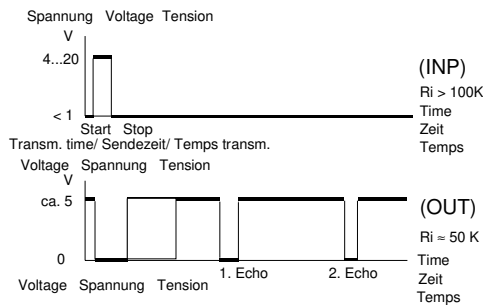 Spannung Voltage Tension
V
4...20
(INP)
Ri > 100K
< 1
Time
Start Stop
Zeit
Transm. time/ Sendezeit/ Temps transm.
Temps
Voltage Spannung Tension
V
ca. 5
(OUT)
Ri ≈ 50 K
0
Time
1. Echo 2. Echo
Zeit
Voltage Spannung Tension
Temps